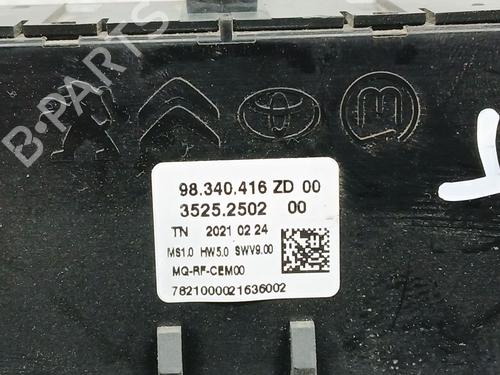 B-PARTS
98.340.416 ZD 00
3525.2502 00
TN 2021 02 24
MS1.0 HW5.0 SWV9.00
MQ-RF-CEM00
7821000021636002